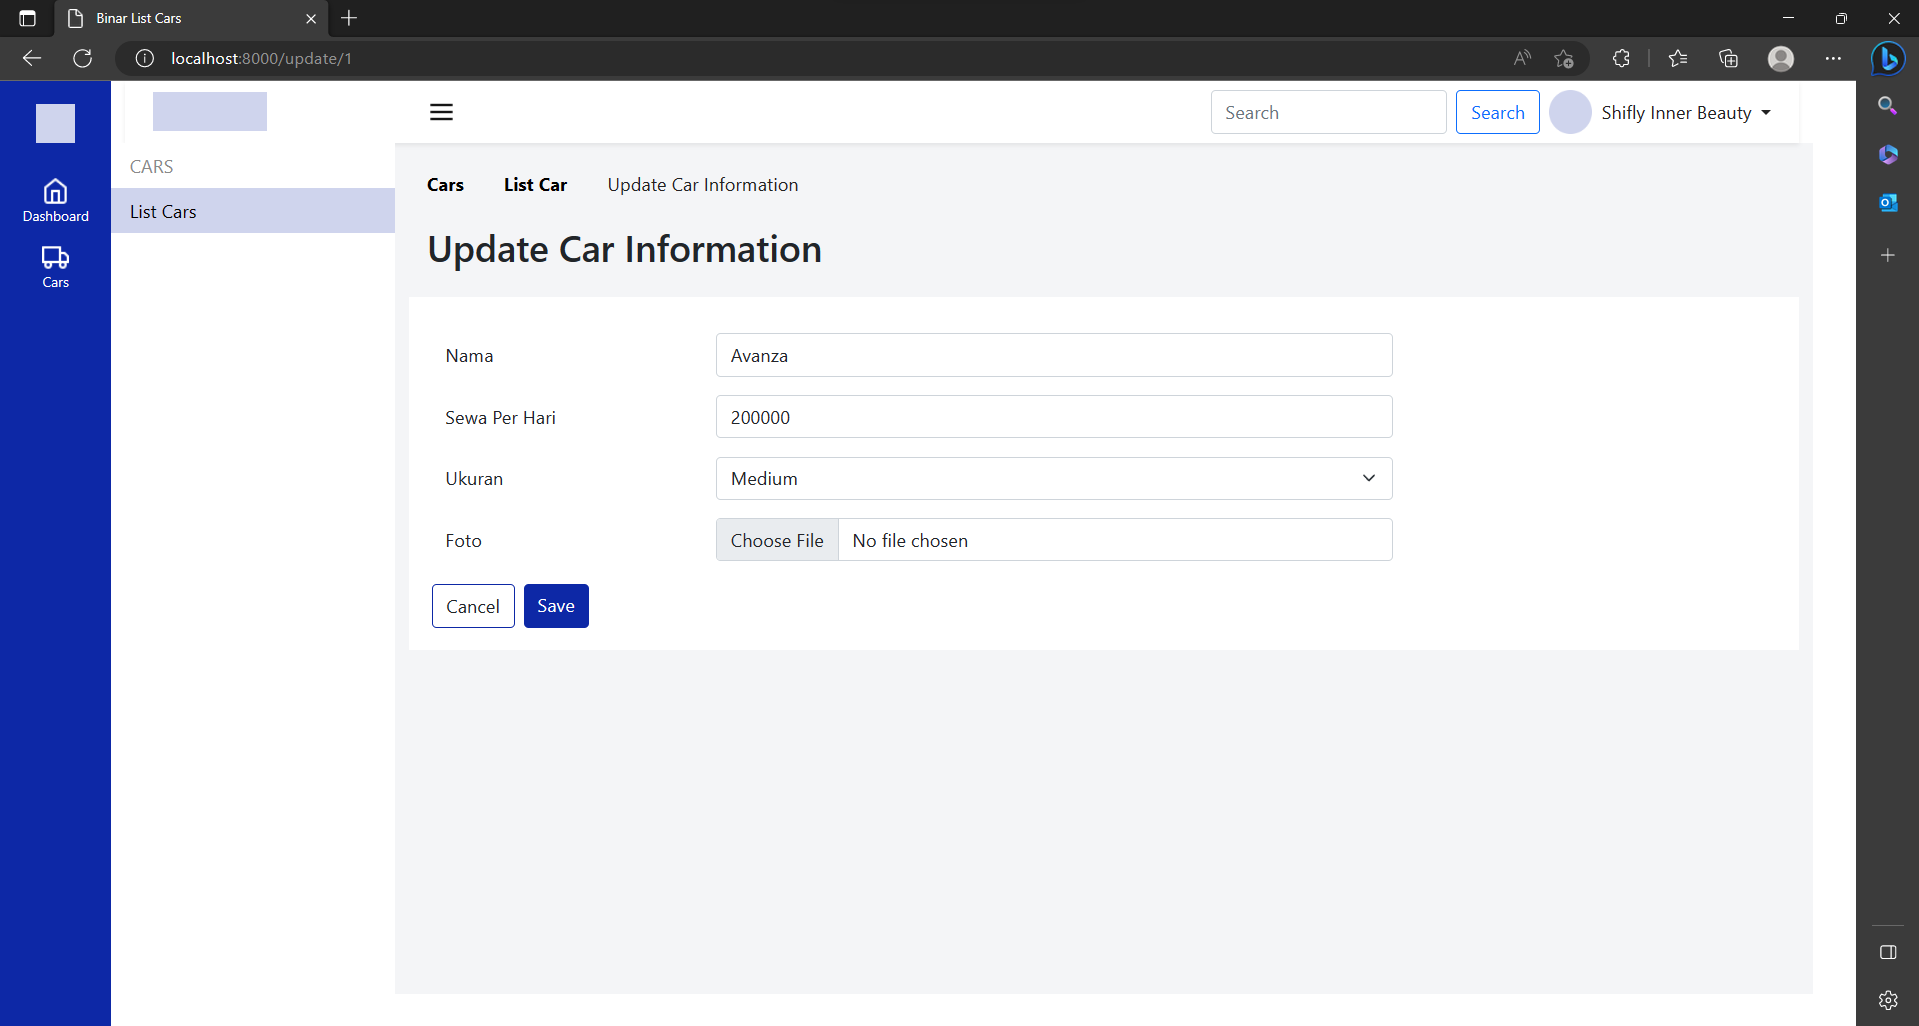 Binar List Cars
localhost:8000/update/1
Search
Search
Shifly Inner Beauty
CARS
List Cars
Dashboard
Cars
Cars List Car Update Car Information
Update Car Information
Nama
Avanza
Sewa Per Hari
200000
Ukuran
Medium
Foto
Choose File
No file chosen
Cancel
Save